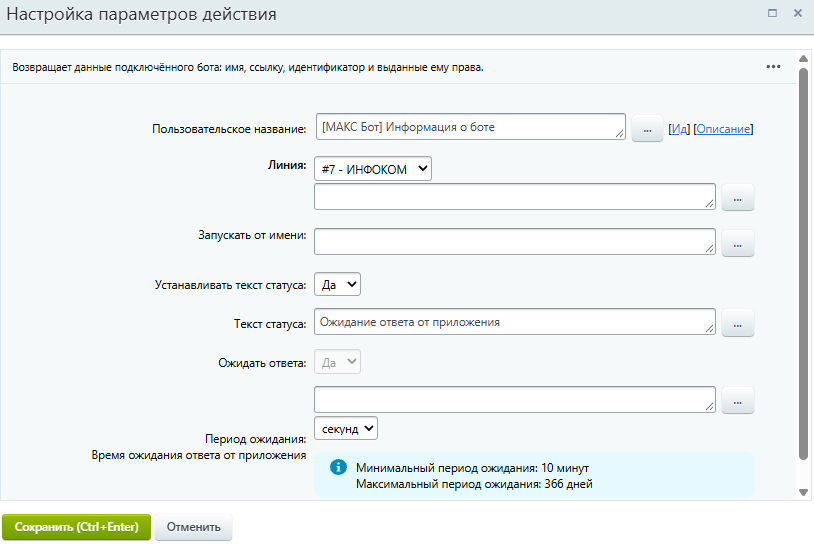 Настройка параметров действия
Возвращает данные подключённого бота: имя, ссылку, идентификатор и выданные ему права.
Пользовательское название: [МАКС Бот] Информация о боте ... [Ид] [Описание]
Линия: #7 - ИНФОКОМ
...
Запускать от имени: ...
Устанавливать текст статуса: Да
Текст статуса: Ожидание ответа от приложения ...
Ожидать ответа: Да
...
секунд
Период ожидания:
Время ожидания ответа от приложения
Минимальный период ожидания: 10 минут
Максимальный период ожидания: 366 дней
Сохранить (Ctrl+Enter) Отменить